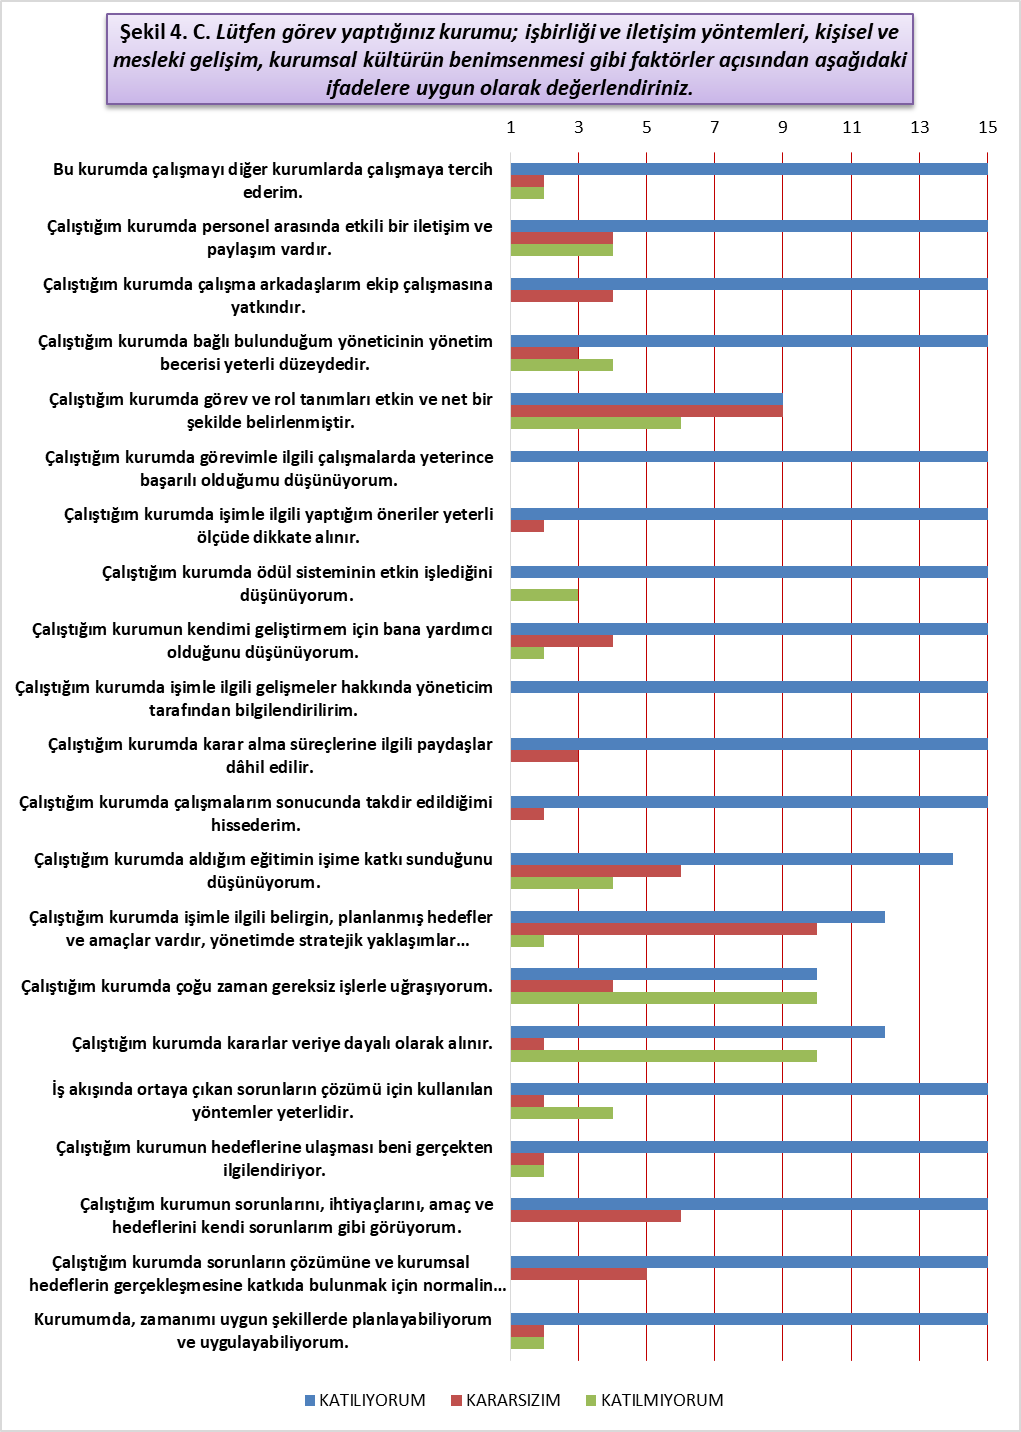 Şekil 4. C. Lütfen görev yaptığınız kurumu; işbirliği ve iletişim yöntemleri, kişisel ve
mesleki gelişim, kurumsal kültürün benimsenmesi gibi faktörler açısından aşağıdaki
ifadelere uygun olarak değerlendiriniz.
1 3 5 7 9 11 13 15
Bu kurumda çalışmayı diğer kurumlarda çalışmaya tercih
ederim.
Çalıştığım kurumda personel arasında etkili bir iletişim ve
paylaşım vardır.
Çalıştığım kurumda çalışma arkadaşlarım ekip çalışmasına
yatkındır.
Çalıştığım kurumda bağlı bulunduğum yöneticinin yönetim
becerisi yeterli düzeydedir.
Çalıştığım kurumda görev ve rol tanımları etkin ve net bir
şekilde belirlenmiştir.
Çalıştığım kurumda görevimle ilgili çalışmalarda yeterince
başarılı olduğumu düşünüyorum.
Çalıştığım kurumda işimle ilgili yaptığım öneriler yeterli
ölçüde dikkate alınır.
Çalıştığım kurumda ödül sisteminin etkin işlediğini
düşünüyorum.
Çalıştığım kurumun kendimi geliştirmem için bana yardımcı
olduğunu düşünüyorum.
Çalıştığım kurumda işimle ilgili gelişmeler hakkında yöneticim
tarafından bilgilendirilirim.
Çalıştığım kurumda karar alma süreçlerine ilgili paydaşlar
dâhil edilir.
Çalıştığım kurumda çalışmalarım sonucunda takdir edildiğimi
hissederim.
Çalıştığım kurumda aldığım eğitimin işime katkı sunduğunu
düşünüyorum.
Çalıştığım kurumda işimle ilgili belirgin, planlanmış hedefler
ve amaçlar vardır, yönetimde stratejik yaklaşımlar…
Çalıştığım kurumda çoğu zaman gereksiz işlerle uğraşıyorum.
Çalıştığım kurumda kararlar veriye dayalı olarak alınır.
İş akışında ortaya çıkan sorunların çözümü için kullanılan
yöntemler yeterlidir.
Çalıştığım kurumun hedeflerine ulaşması beni gerçekten
ilgilendiriyor.
Çalıştığım kurumun sorunlarını, ihtiyaçlarını, amaç ve
hedeflerini kendi sorunlarım gibi görüyorum.
Çalıştığım kurumda sorunların çözümüne ve kurumsal
hedeflerin gerçekleşmesine katkıda bulunmak için normalin…
Kurumumda, zamanımı uygun şekillerde planlayabiliyorum
ve uygulayabiliyorum.
KATILIYORUM KARARSIZIM KATILMIYORUM